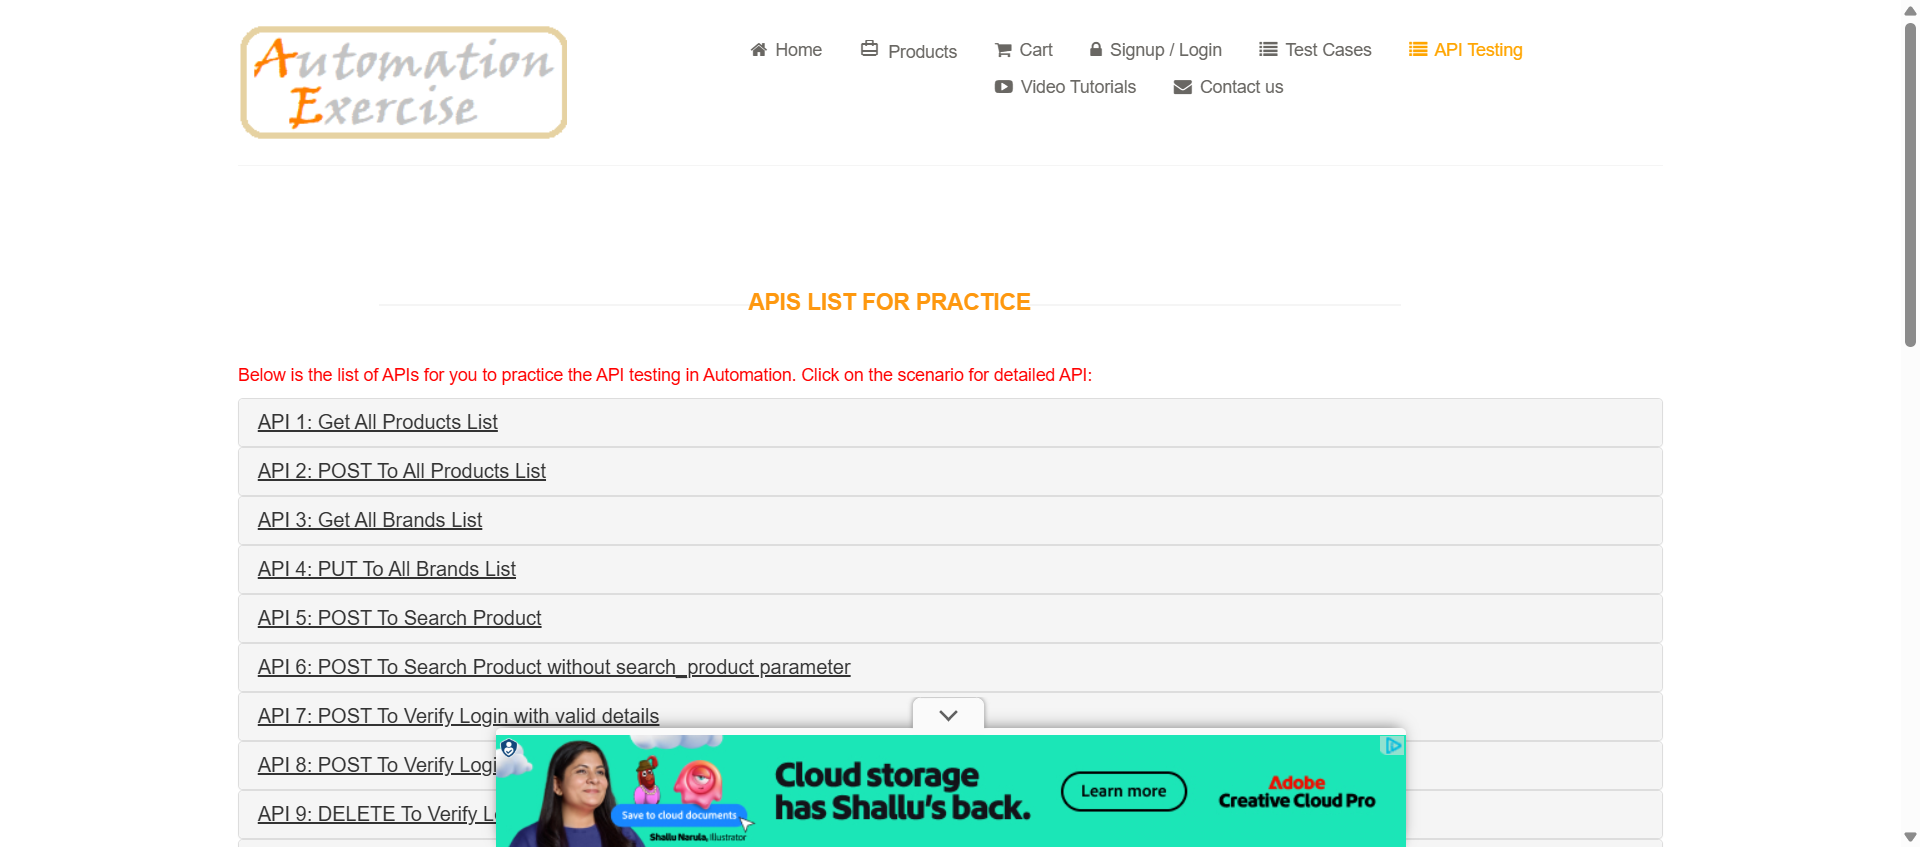 Automation
Exercise
Home
Products
Cart
Signup / Login
Test Cases
API Testing
Video Tutorials
Contact us
APIS LIST FOR PRACTICE
Below is the list of APIs for you to practice the API testing in Automation. Click on the scenario for detailed API:
API 1: Get All Products List
API 2: POST To All Products List
API 3: Get All Brands List
API 4: PUT To All Brands List
API 5: POST To Search Product
API 6: POST To Search Product without search_product parameter
API 7: POST To Verify Login with valid details
API 8: POST To Verify Logi
API 9: DELETE To Verify L
Cloud storage
has Shallu's back.
Save to cloud documents
Shallu Narula, Illustrator
Learn more
Adobe
Creative Cloud Pro